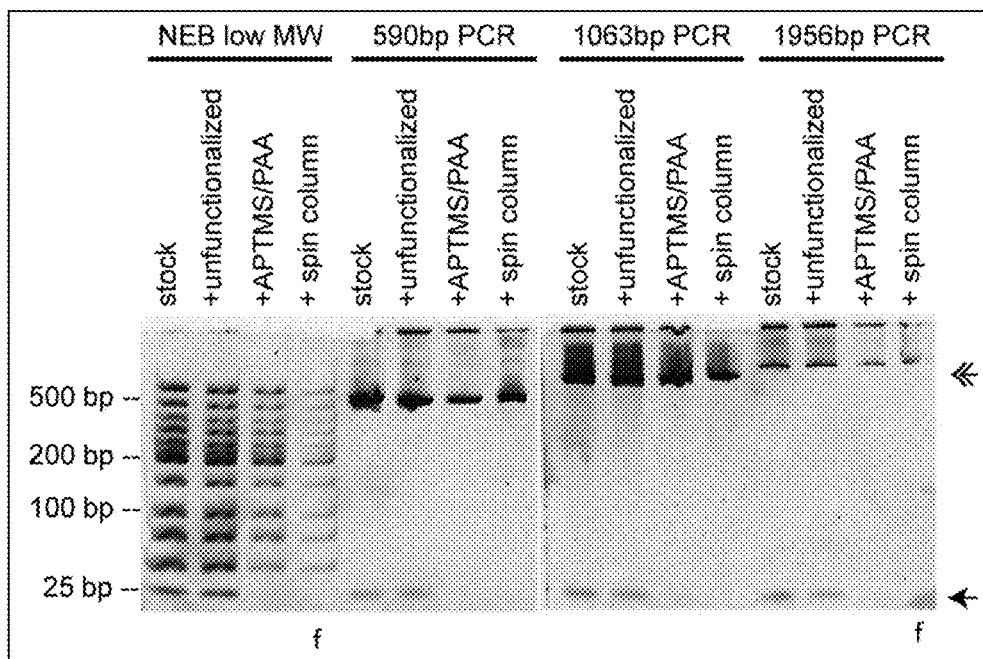 NEB low MW 590bp PCR 1063bp PCR 1956bp PCR
stock
+unfunctionalized
+APTMS/PAA
+ spin column
stock
+unfunctionalized
+APTMS/PAA
+ spin column
stock
+unfunctionalized
+APTMS/PAA
+ spin column
stock
+unfunctionalized
+APTMS/PAA
+ spin column
500 bp --
200 bp --
100 bp --
25 bp --
f f